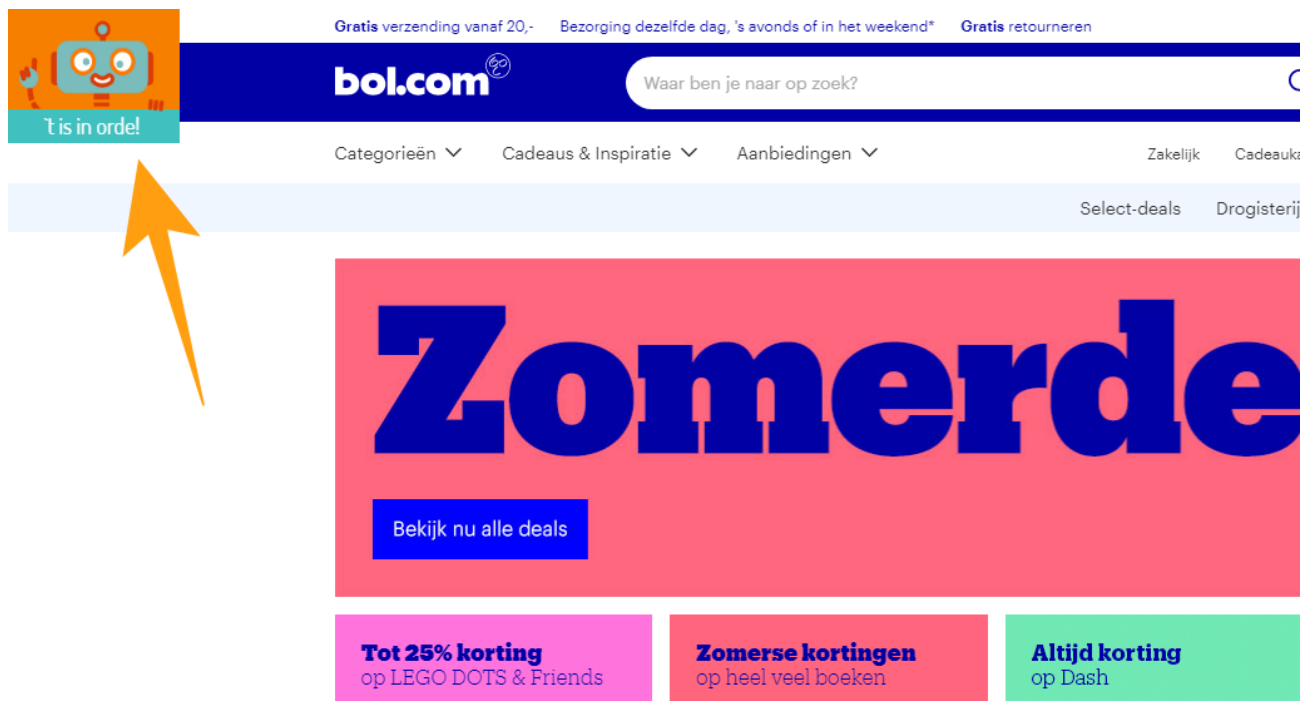 Gratis verzending vanaf 20,- Bezorging dezelfde dag, 's avonds of in het weekend* Gratis retourneren
bol.com
Waar ben je naar op zoek?
`t is in orde!
Categorieën Cadeaus & Inspiratie Aanbiedingen Zakelijk Cadeauka
Select-deals Drogisterij
Zomerde
Bekijk nu alle deals
Tot 25% korting
op LEGO DOTS & Friends
Zomerse kortingen
op heel veel boeken
Altijd korting
op Dash